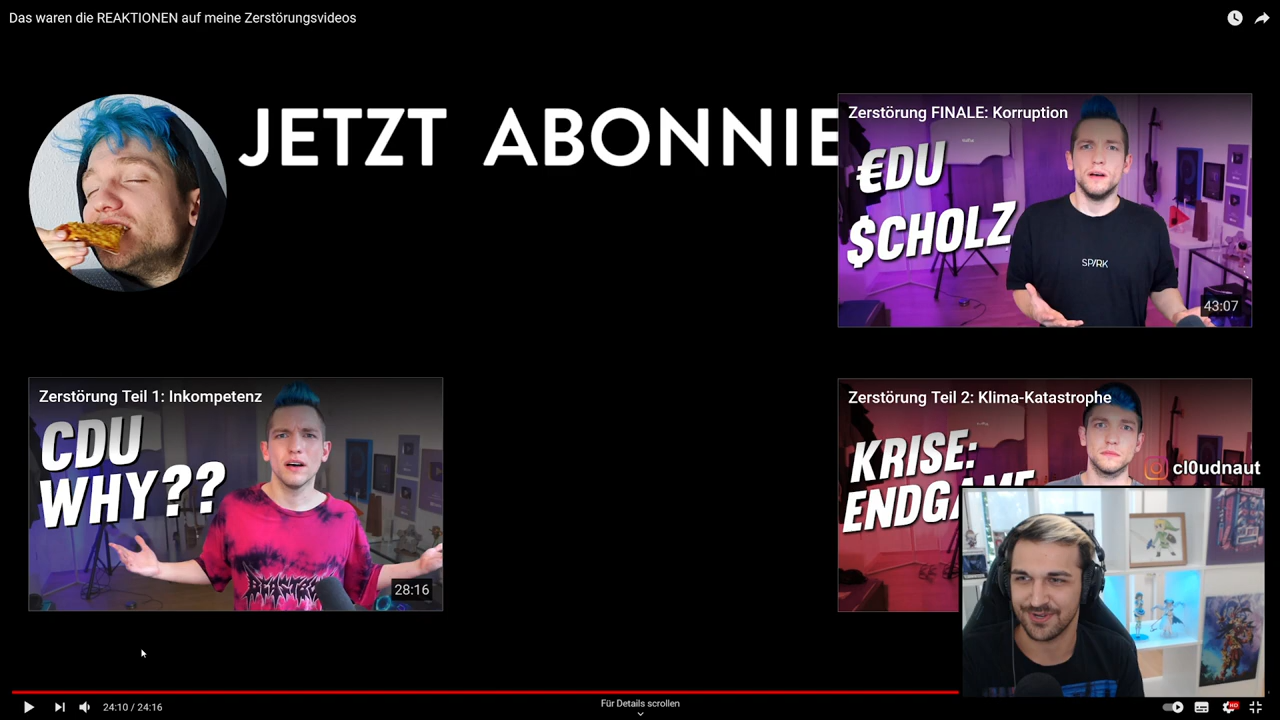 Das waren die REAKTIONEN auf meine Zerstörungsvideos
JETZT ABONNIE
Zerstörung FINALE: Korruption
€DU
$CHOLZ
SPARK
43:07
Zerstörung Teil 1: Inkompetenz
CDU
WHY??
28:16
Zerstörung Teil 2: Klima-Katastrophe
KRISE:
ENDGAME
cl0udnaut
24:10 / 24:16
Für Details scrollen
HD